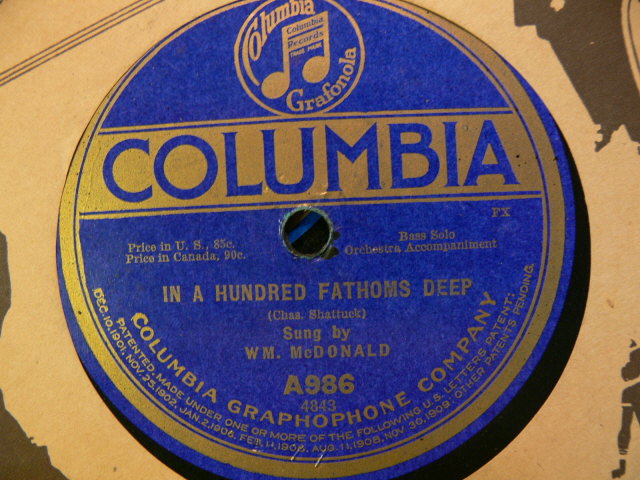 Columbia
Columbia
Records
TRADE MARK
Grafonola
COLUMBIA
FX
Price in U. S., 85c.
Price in Canada, 90c.
Bass Solo
Orchestra Accompaniment
IN A HUNDRED FATHOMS DEEP
(Chas. Shattuck)
Sung by
WM. McDONALD
A986
4843
COLUMBIA GRAPHOPHONE COMPANY
PATENTED. MADE UNDER ONE OR MORE OF THE FOLLOWING U.S. LETTERS PATENT:
DEC.10,1901, NOV.25,1902, JAN.2,1906, FEB.11,1908, AUG.11,1908, NOV.30,1909. OTHER PATENTS PENDING.